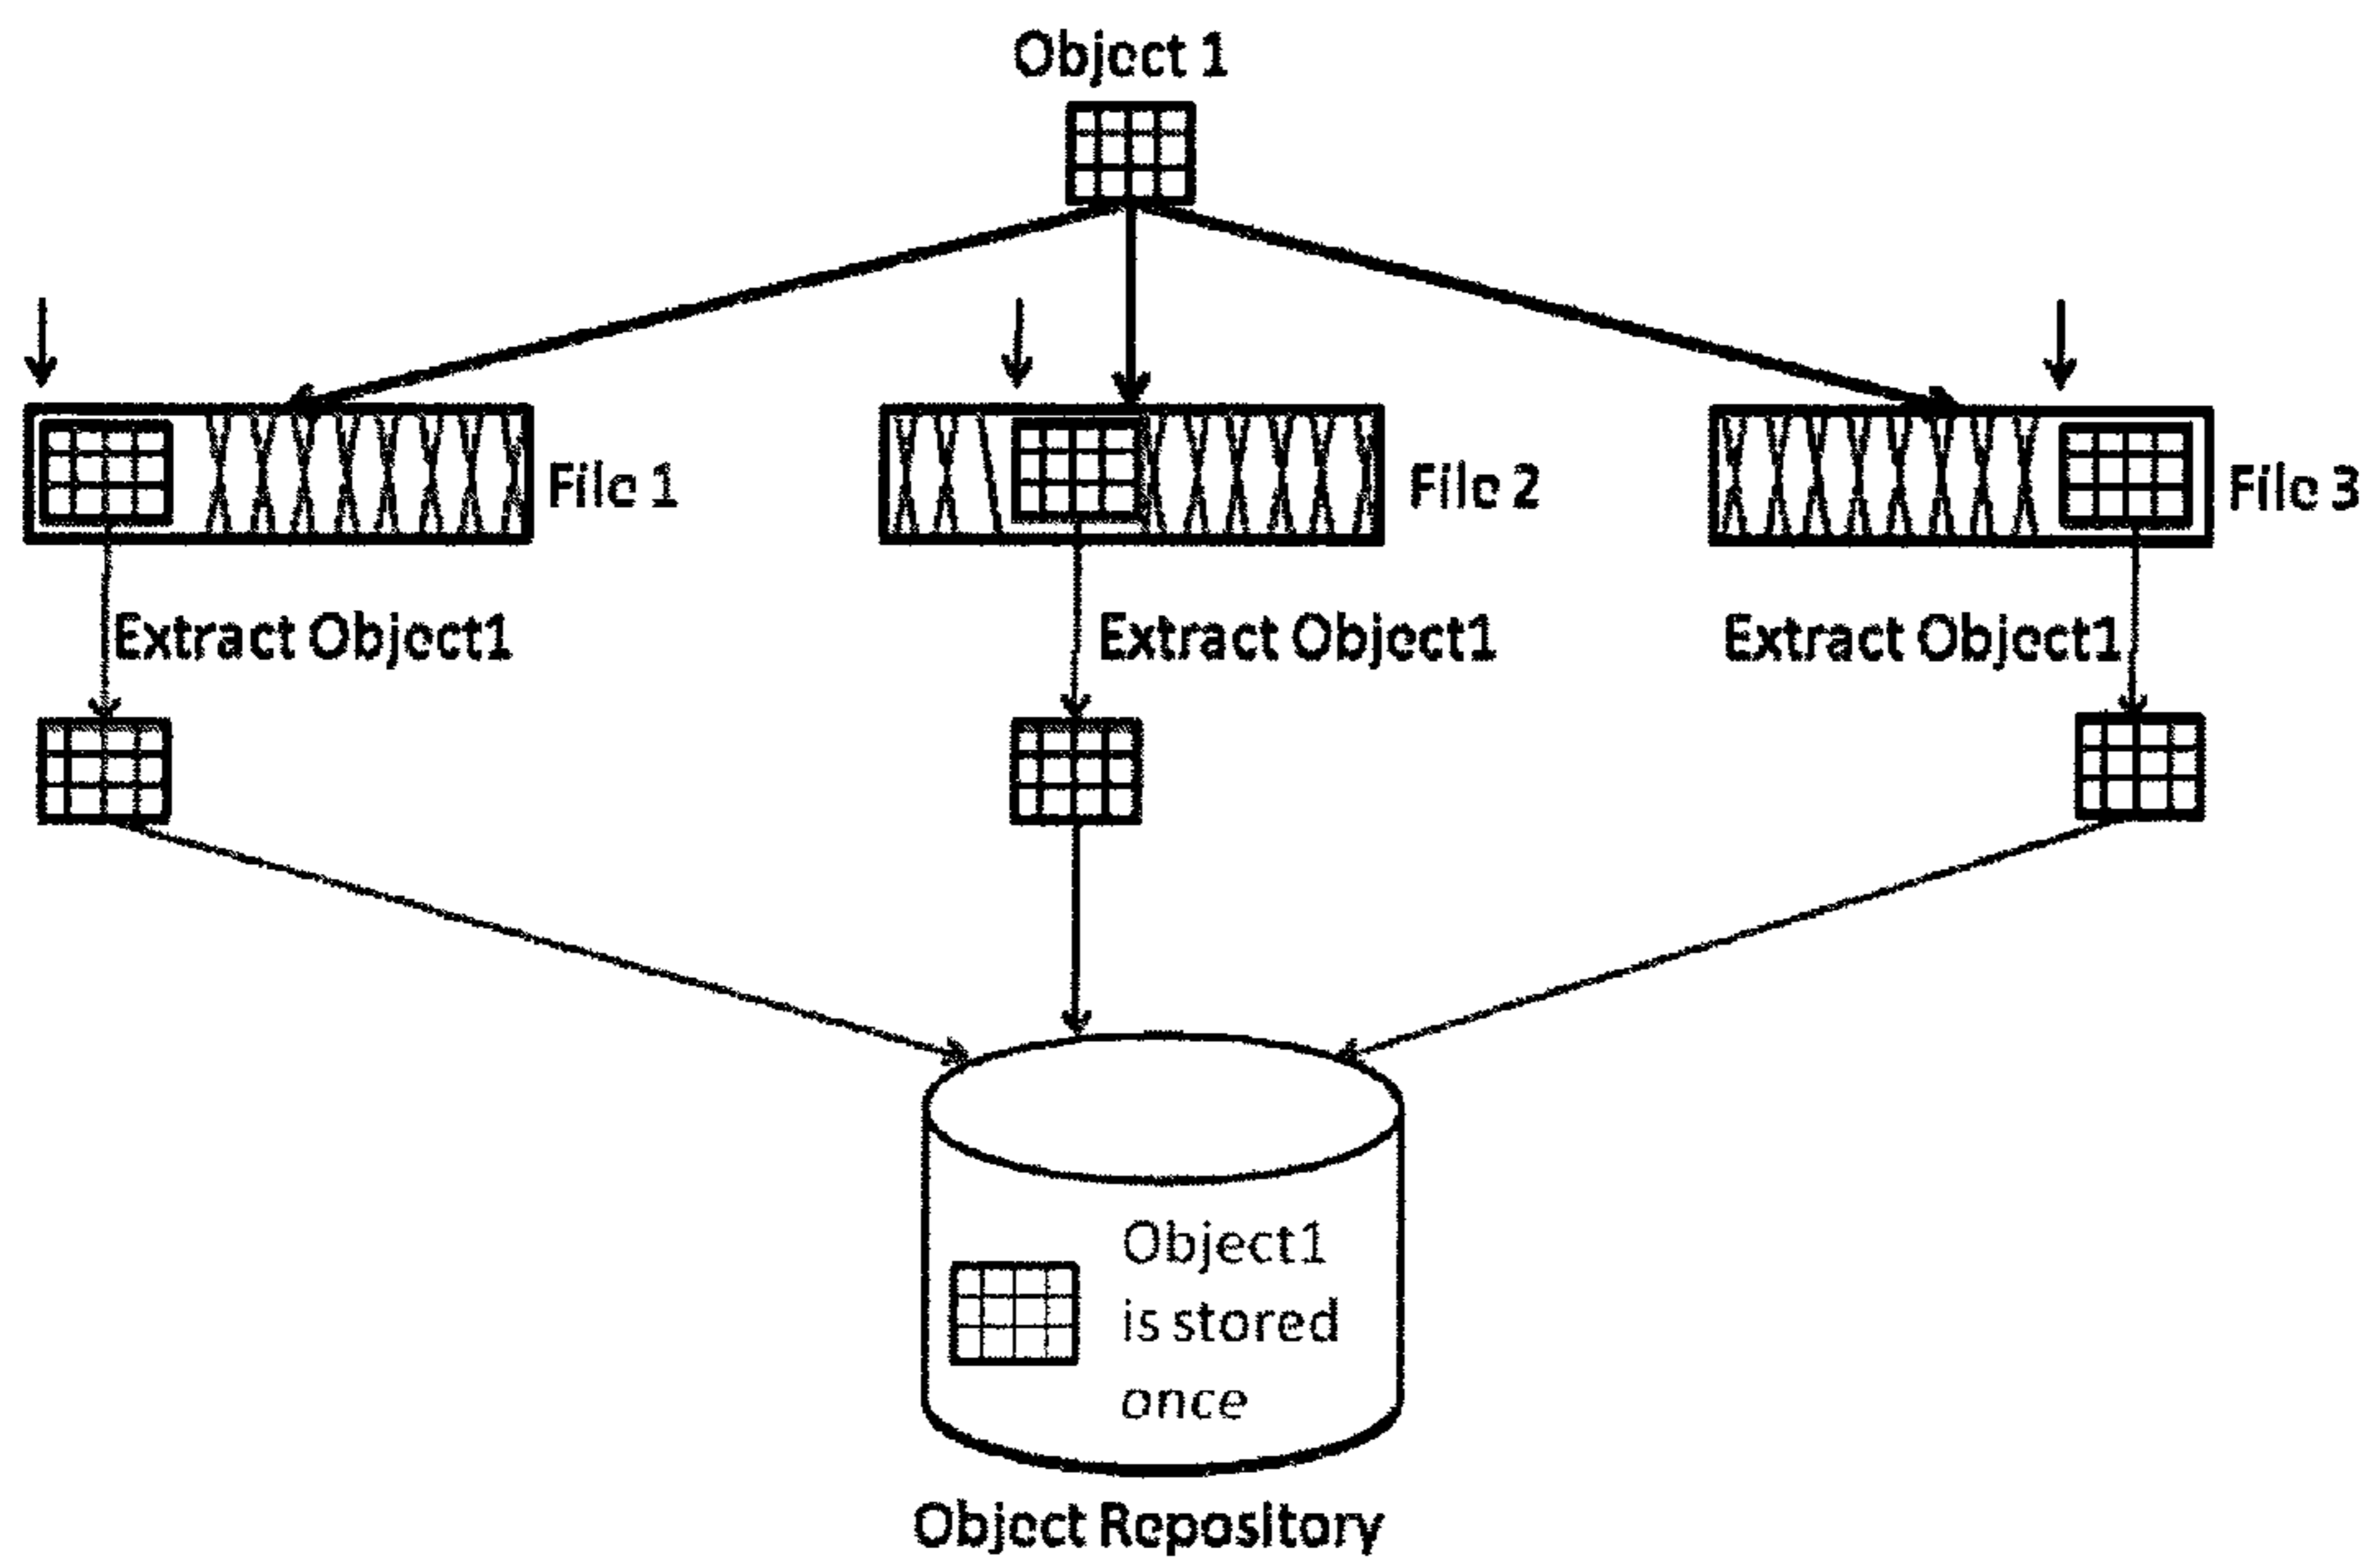 Object 1
File 1
File 2
File 3
Extract Object1
Extract Object1
Extract Object1
Object1
is stored
once
Object Repository